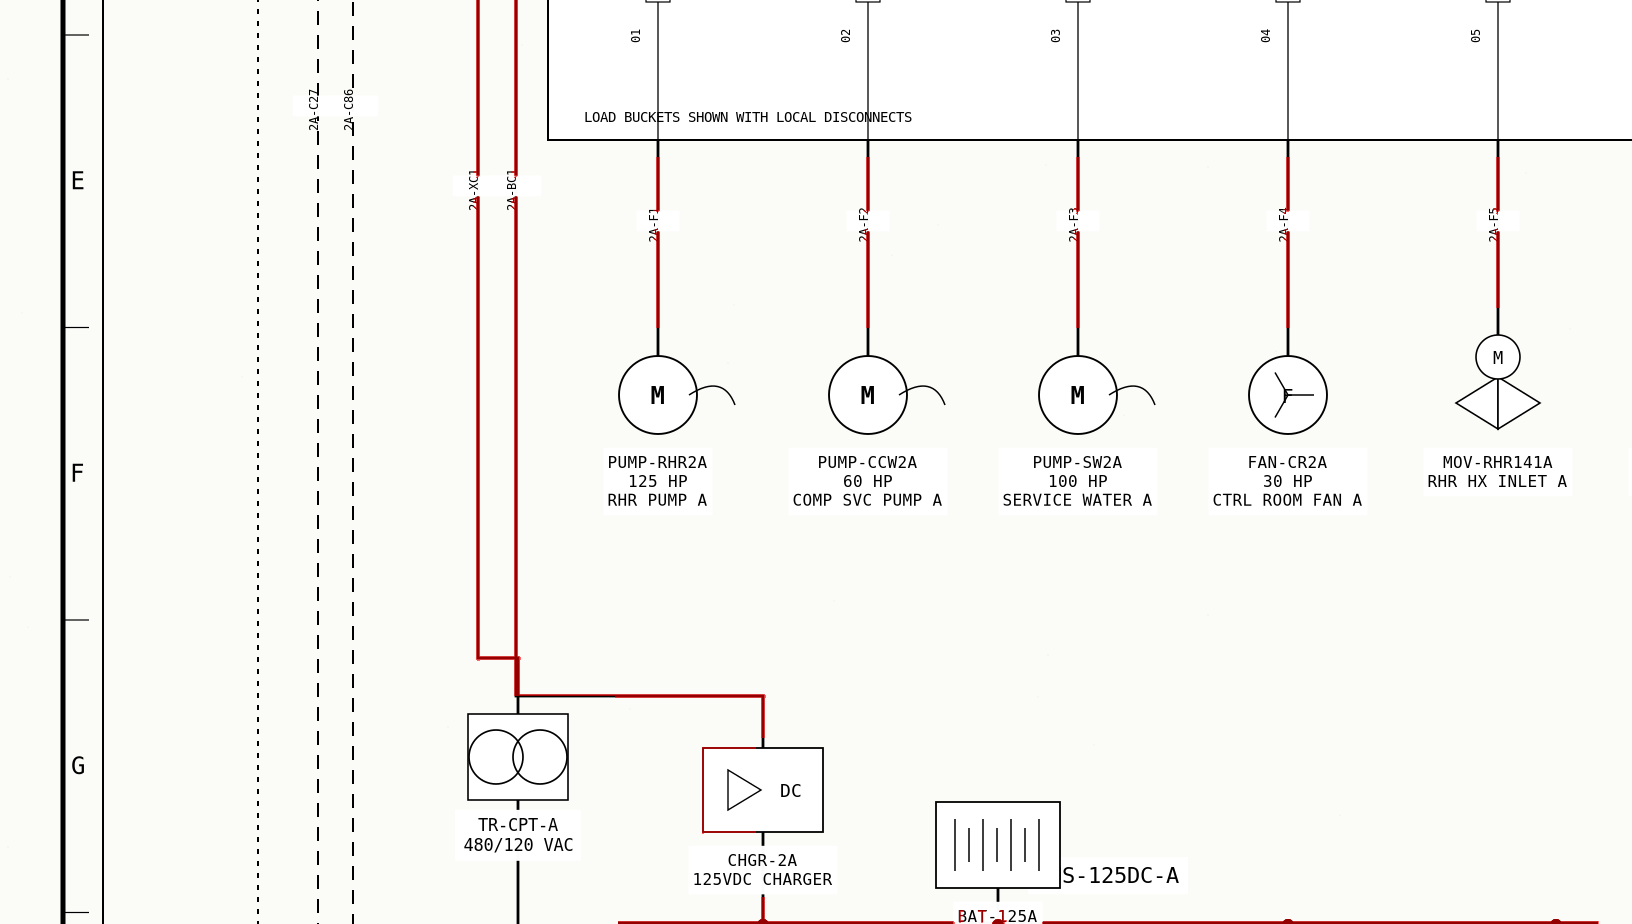 01
02
03
04
05
2A-C27
2A-C86
LOAD BUCKETS SHOWN WITH LOCAL DISCONNECTS
E
2A-XC1
2A-BC1
2A-F1
2A-F2
2A-F3
2A-F4
2A-F5
M
M
M
F
M
F
PUMP-RHR2A
125 HP
RHR PUMP A
PUMP-CCW2A
60 HP
COMP SVC PUMP A
PUMP-SW2A
100 HP
SERVICE WATER A
FAN-CR2A
30 HP
CTRL ROOM FAN A
MOV-RHR141A
RHR HX INLET A
G
DC
TR-CPT-A
480/120 VAC
CHGR-2A
125VDC CHARGER
S-125DC-A
BAT-125A